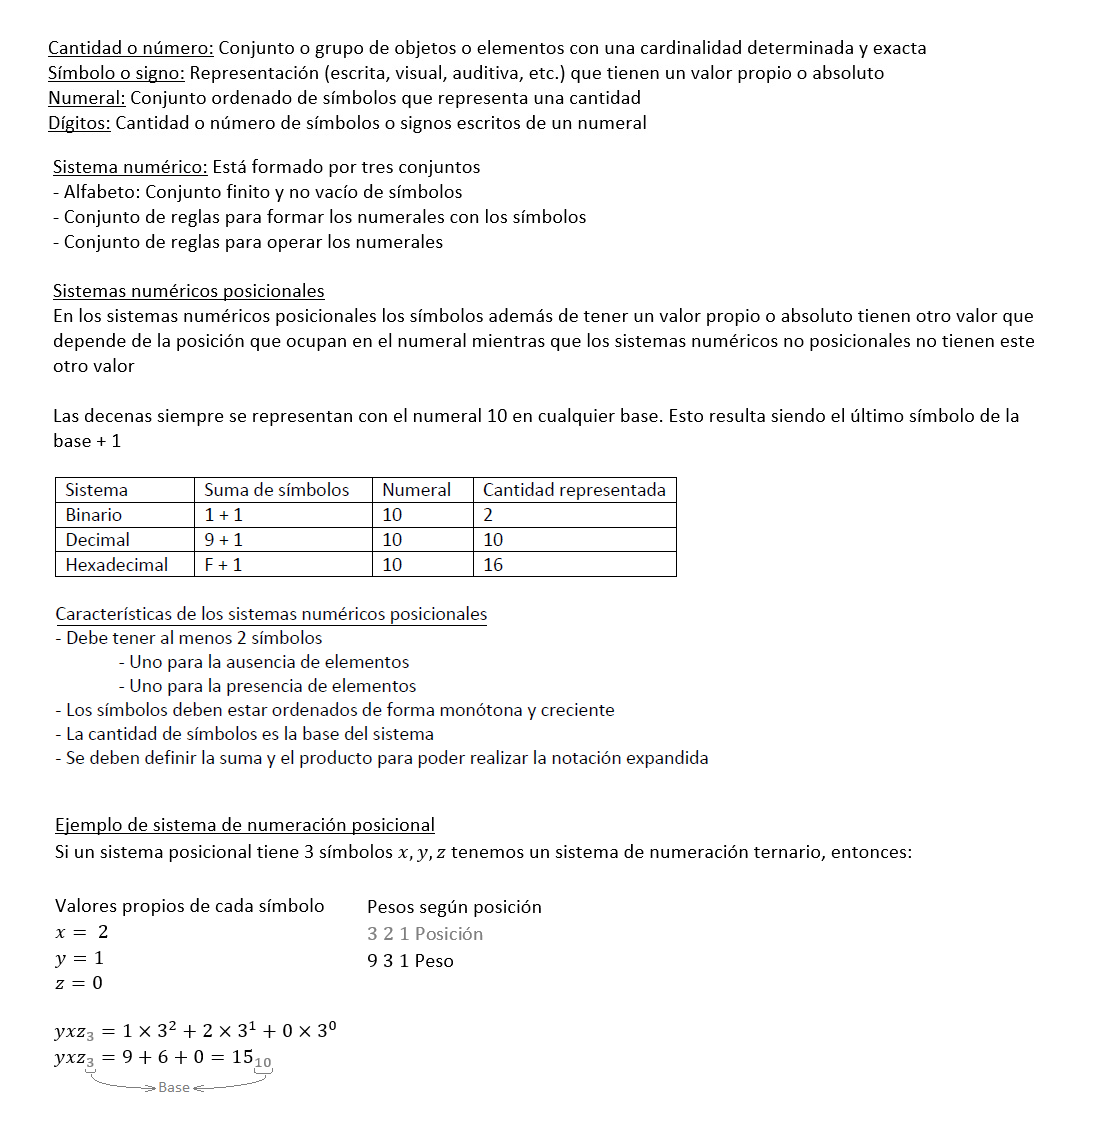 Cantidad o número: Conjunto o grupo de objetos o elementos con una cardinalidad determinada y exacta
Símbolo o signo: Representación (escrita, visual, auditiva, etc.) que tienen un valor propio o absoluto
Numeral: Conjunto ordenado de símbolos que representa una cantidad
Dígitos: Cantidad o número de símbolos o signos escritos de un numeral
Sistema numérico: Está formado por tres conjuntos
- Alfabeto: Conjunto finito y no vacío de símbolos
- Conjunto de reglas para formar los numerales con los símbolos
- Conjunto de reglas para operar los numerales
Sistemas numéricos posicionales
En los sistemas numéricos posicionales los símbolos además de tener un valor propio o absoluto tienen otro valor que
depende de la posición que ocupan en el numeral mientras que los sistemas numéricos no posicionales no tienen este
otro valor
Las decenas siempre se representan con el numeral 10 en cualquier base. Esto resulta siendo el último símbolo de la
base + 1
Sistema Suma de símbolos Numeral Cantidad representada
Binario 1 + 1 10 2
Decimal 9 + 1 10 10
Hexadecimal F + 1 10 16
Características de los sistemas numéricos posicionales
- Debe tener al menos 2 símbolos
- Uno para la ausencia de elementos
- Uno para la presencia de elementos
- Los símbolos deben estar ordenados de forma monótona y creciente
- La cantidad de símbolos es la base del sistema
- Se deben definir la suma y el producto para poder realizar la notación expandida
Ejemplo de sistema de numeración posicional
Si un sistema posicional tiene 3 símbolos x, y, z tenemos un sistema de numeración ternario, entonces:
Valores propios de cada símbolo
x = 2
y = 1
z = 0
Pesos según posición
3 2 1 Posición
9 3 1 Peso
yxz₃ = 1 × 3² + 2 × 3¹ + 0 × 3⁰
yxz₃ = 9 + 6 + 0 = 15₁₀
Base